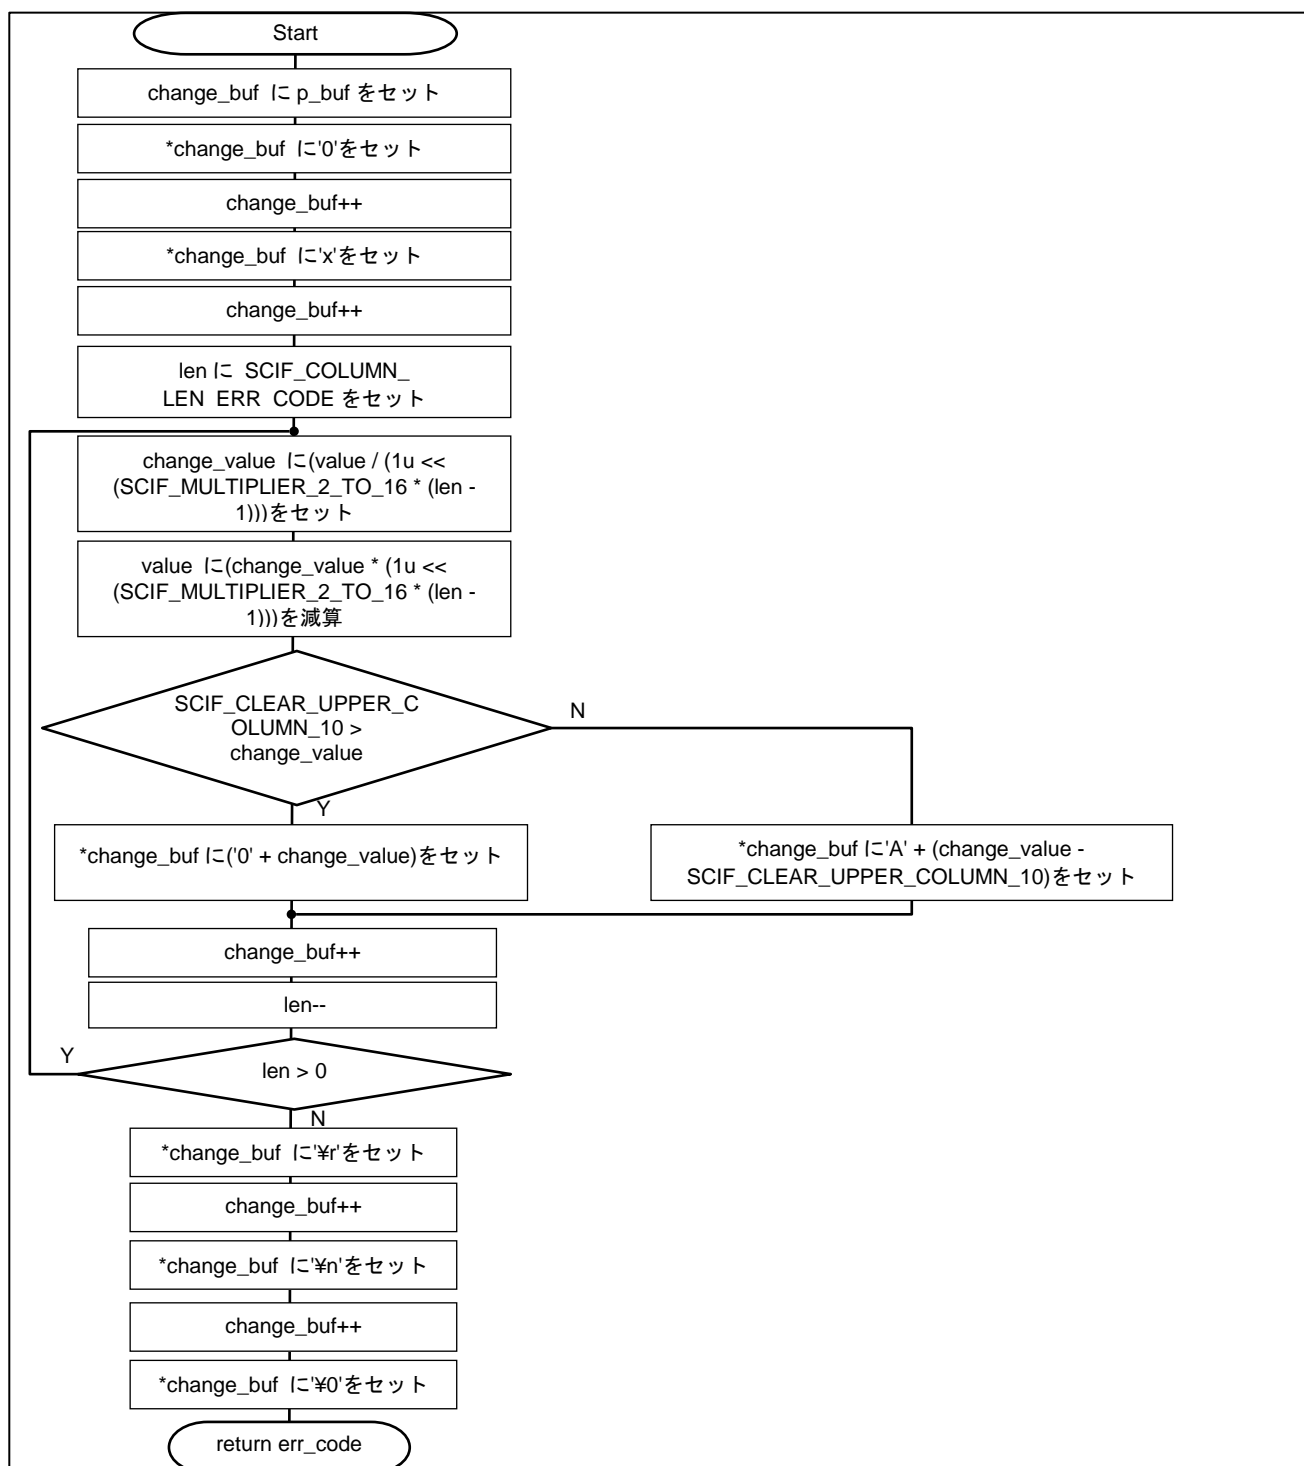 Start
change_buf に p_buf をセット
*change_buf に'0'をセット
change_buf++
*change_buf に'x'をセット
change_buf++
len に SCIF_COLUMN_
LEN ERR CODE をセット
change_value に(value / (1u <<
(SCIF_MULTIPLIER_2_TO_16 * (len -
1)))をセット
value に(change_value * (1u <<
(SCIF_MULTIPLIER_2_TO_16 * (len -
1)))を減算
SCIF_CLEAR_UPPER_C
OLUMN_10 >
change_value
N
Y
*change_buf に('0' + change_value)をセット
*change_buf に'A' + (change_value -
SCIF_CLEAR_UPPER_COLUMN_10)をセット
change_buf++
len--
Y
len > 0
N
*change_buf に'¥r'をセット
change_buf++
*change_buf に'¥n'をセット
change_buf++
*change_buf に'¥0'をセット
return err_code